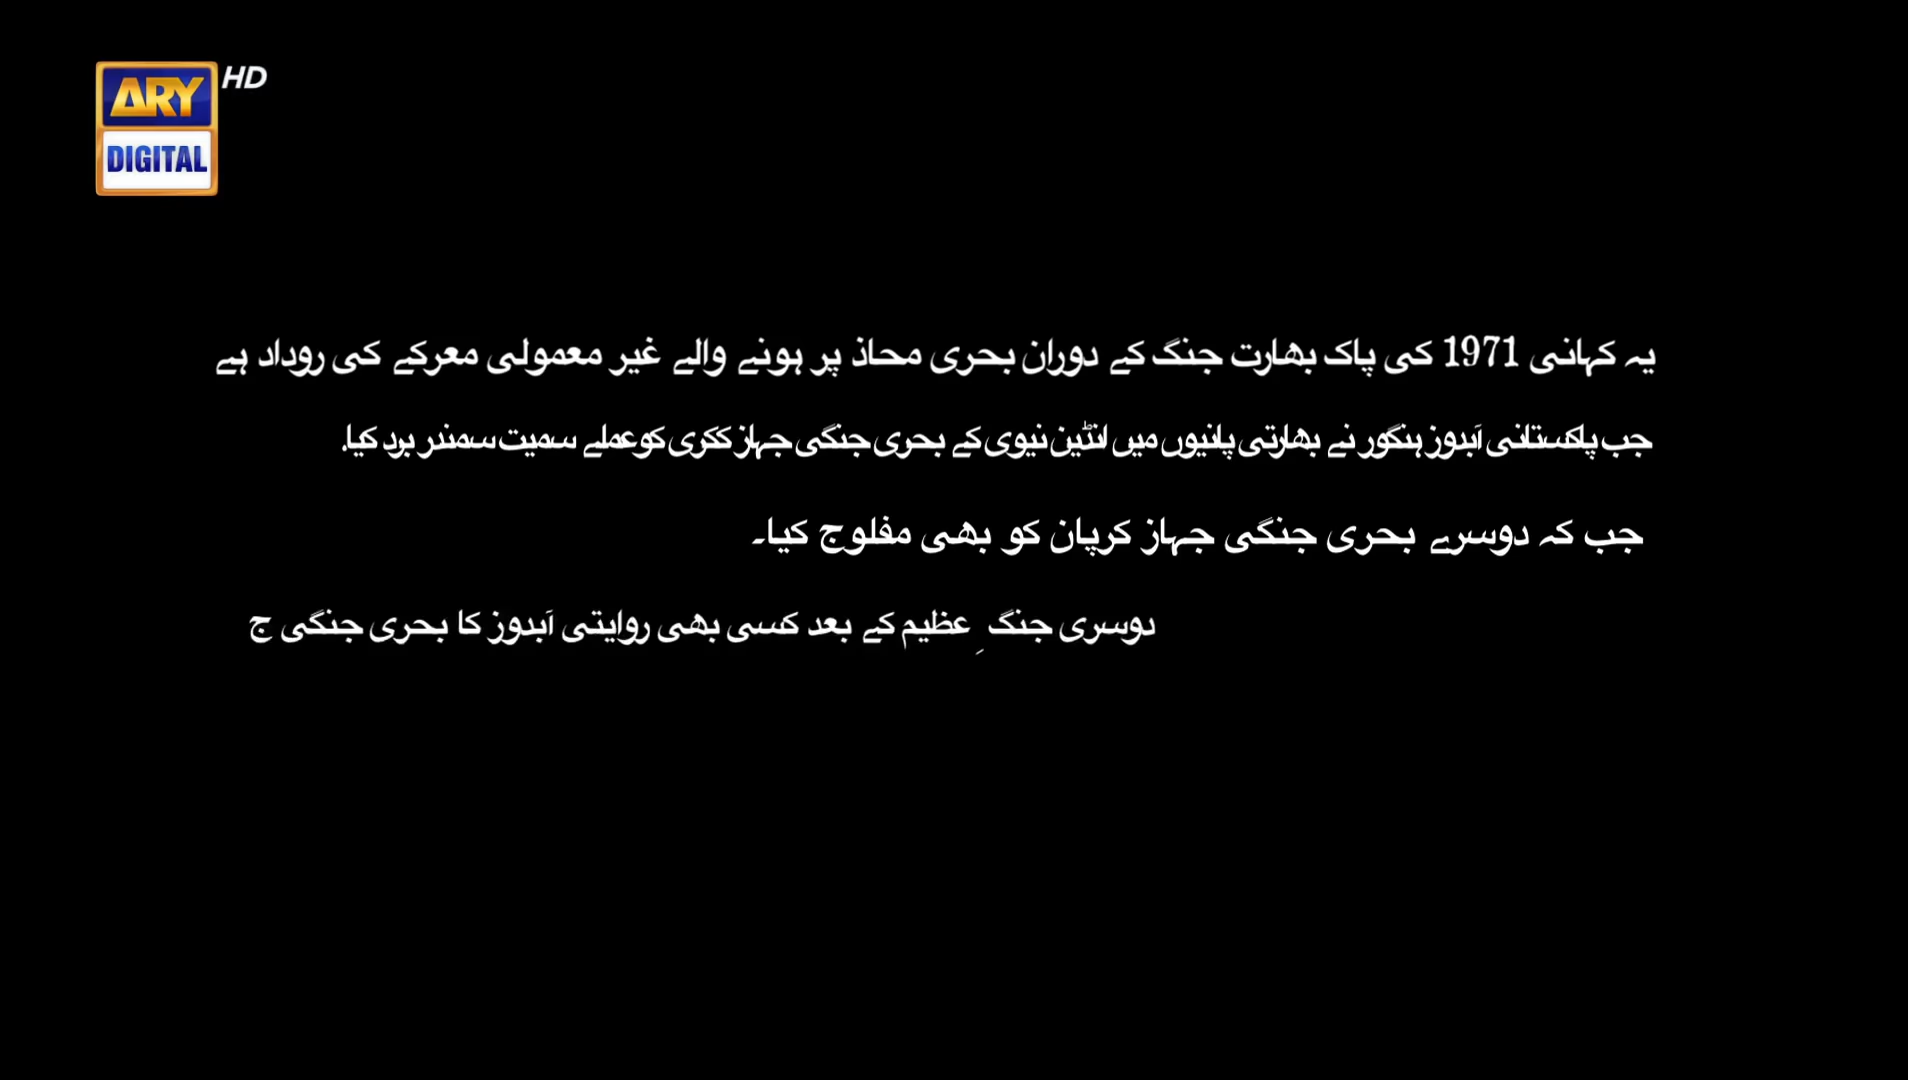 ARY HD
DIGITAL
یہ کہانی 1971 کی پاک بھارت جنگ کے دوران بحری محاذ پر ہونے والے غیر معمولی معرکے کی روداد ہے
جب پاکستانی آبدوز ہنگور نے بھارتی پانیوں میں انڈین نیوی کے بحری جنگی جہاز ککری کو عملے سمیت سمندر برد کیا.
جب کہ دوسرے بحری جنگی جہاز کرپان کو بھی مفلوج کیا۔
دوسری جنگِ عظیم کے بعد کسی بھی روایتی آبدوز کا بحری جنگی ج